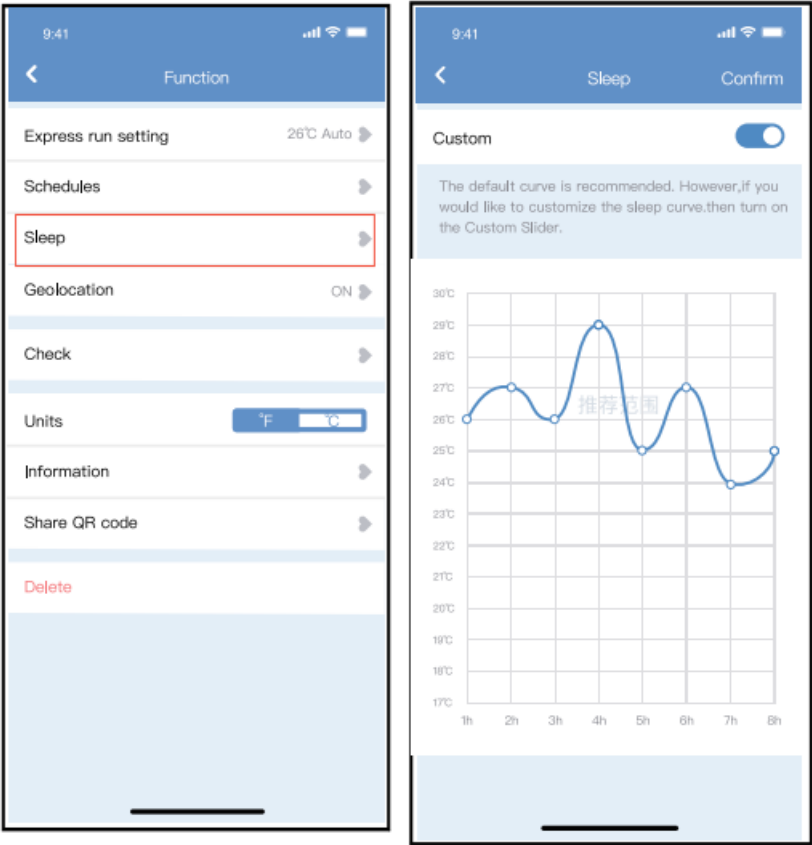 9:41
Function
Express run setting 26℃ Auto
Schedules
Sleep
Geolocation ON
Check
Units ℉ ℃
Information
Share QR code
Delete
9:41
Sleep Confirm
Custom
The default curve is recommended. However,if you
would like to customize the sleep curve.then turn on
the Custom Slider.
30℃
29℃
28℃
27℃
推荐范围
26℃
25℃
24℃
23℃
22℃
21℃
20℃
19℃
18℃
17℃
1h 2h 3h 4h 5h 6h 7h 8h